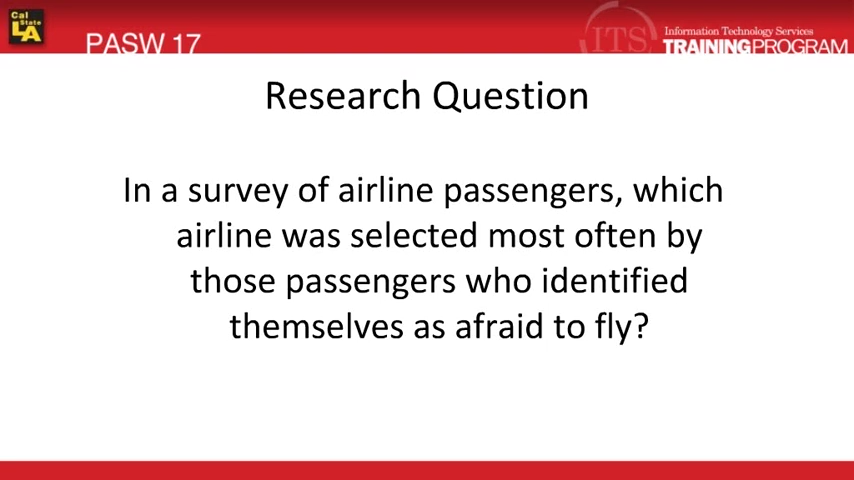 Cal
State
LA
PASW 17
ITS
Information Technology Services
TRAININGPROGRAM
Research Question
In a survey of airline passengers, which
airline was selected most often by
those passengers who identified
themselves as afraid to fly?